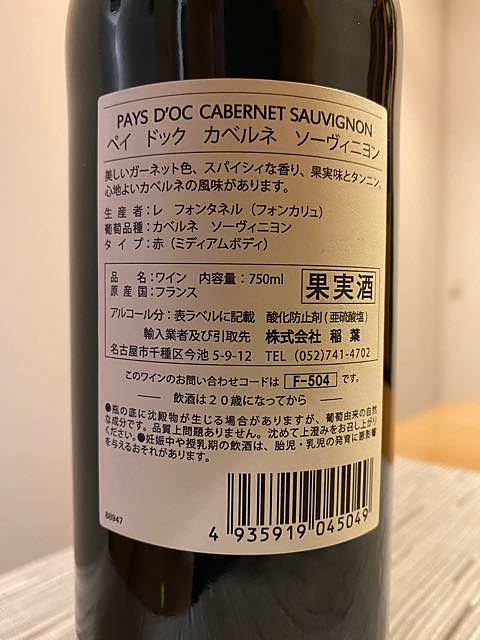 PAYS D'OC CABERNET SAUVIGNON
ペイ ドック カベルネ ソーヴィニヨン
美しいガーネット色、スパイシィな香り、果実味とタンニン。
心地よいカベルネの風味があります。
生産者:レ フォンタネル(フォンカリュ)
葡萄品種:カベルネ ソーヴィニヨン
タイプ:赤(ミディアムボディ)
品名:ワイン 内容量:750ml
原産国:フランス
果実酒
アルコール分:表ラベルに記載 酸化防止剤(亜硫酸塩)
輸入業者及び引取先 株式会社 稲葉
名古屋市千種区今池5-9-12 TEL (052)741-4702
このワインのお問い合わせコードは F-504 です。
飲酒は20歳になってから
●瓶の底に沈殿物が生じる場合がありますが、葡萄由来の自然
な成分です。品質上問題ありません。沈めて上澄みをお召し上がり
ください。●妊娠中や授乳期の飲酒は、胎児・乳児の発育に悪影響
を与えるおそれがあります。
88947
4 935919 045049